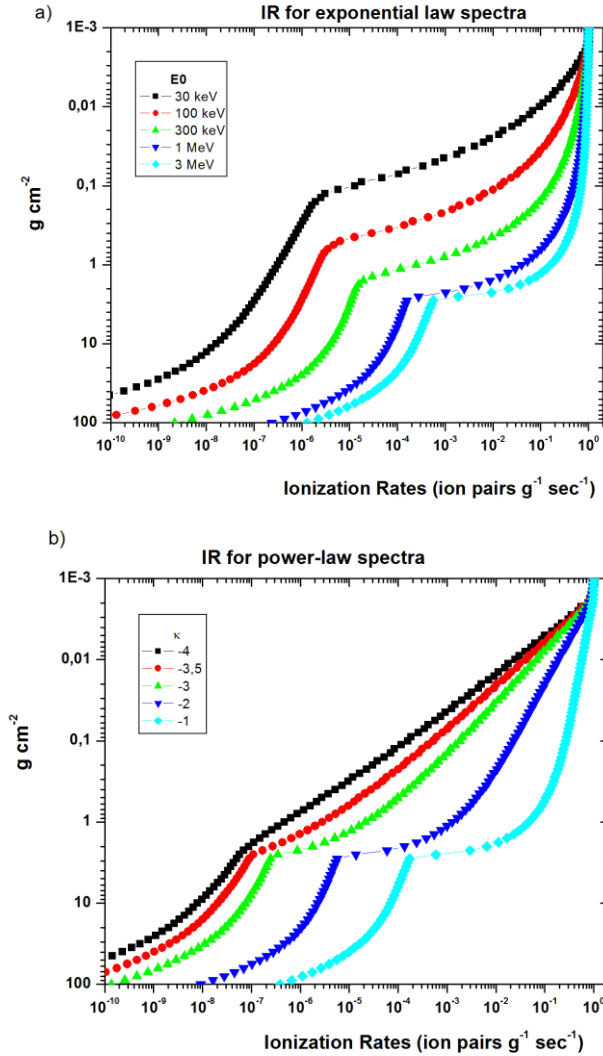 a)
IR for exponential law spectra
1E-3
0,01
0,1
1
10
100
g cm⁻²
E0
30 keV
100 keV
300 keV
1 MeV
3 MeV
10⁻¹⁰ 10⁻⁹ 10⁻⁸ 10⁻⁷ 10⁻⁶ 10⁻⁵ 10⁻⁴ 10⁻³ 10⁻² 10⁻¹ 10⁰
Ionization Rates (ion pairs g⁻¹ sec⁻¹)
b)
IR for power-law spectra
1E-3
0,01
0,1
1
10
100
g cm⁻²
κ
-4
-3,5
-3
-2
-1
10⁻¹⁰ 10⁻⁹ 10⁻⁸ 10⁻⁷ 10⁻⁶ 10⁻⁵ 10⁻⁴ 10⁻³ 10⁻² 10⁻¹ 10⁰
Ionization Rates (ion pairs g⁻¹ sec⁻¹)